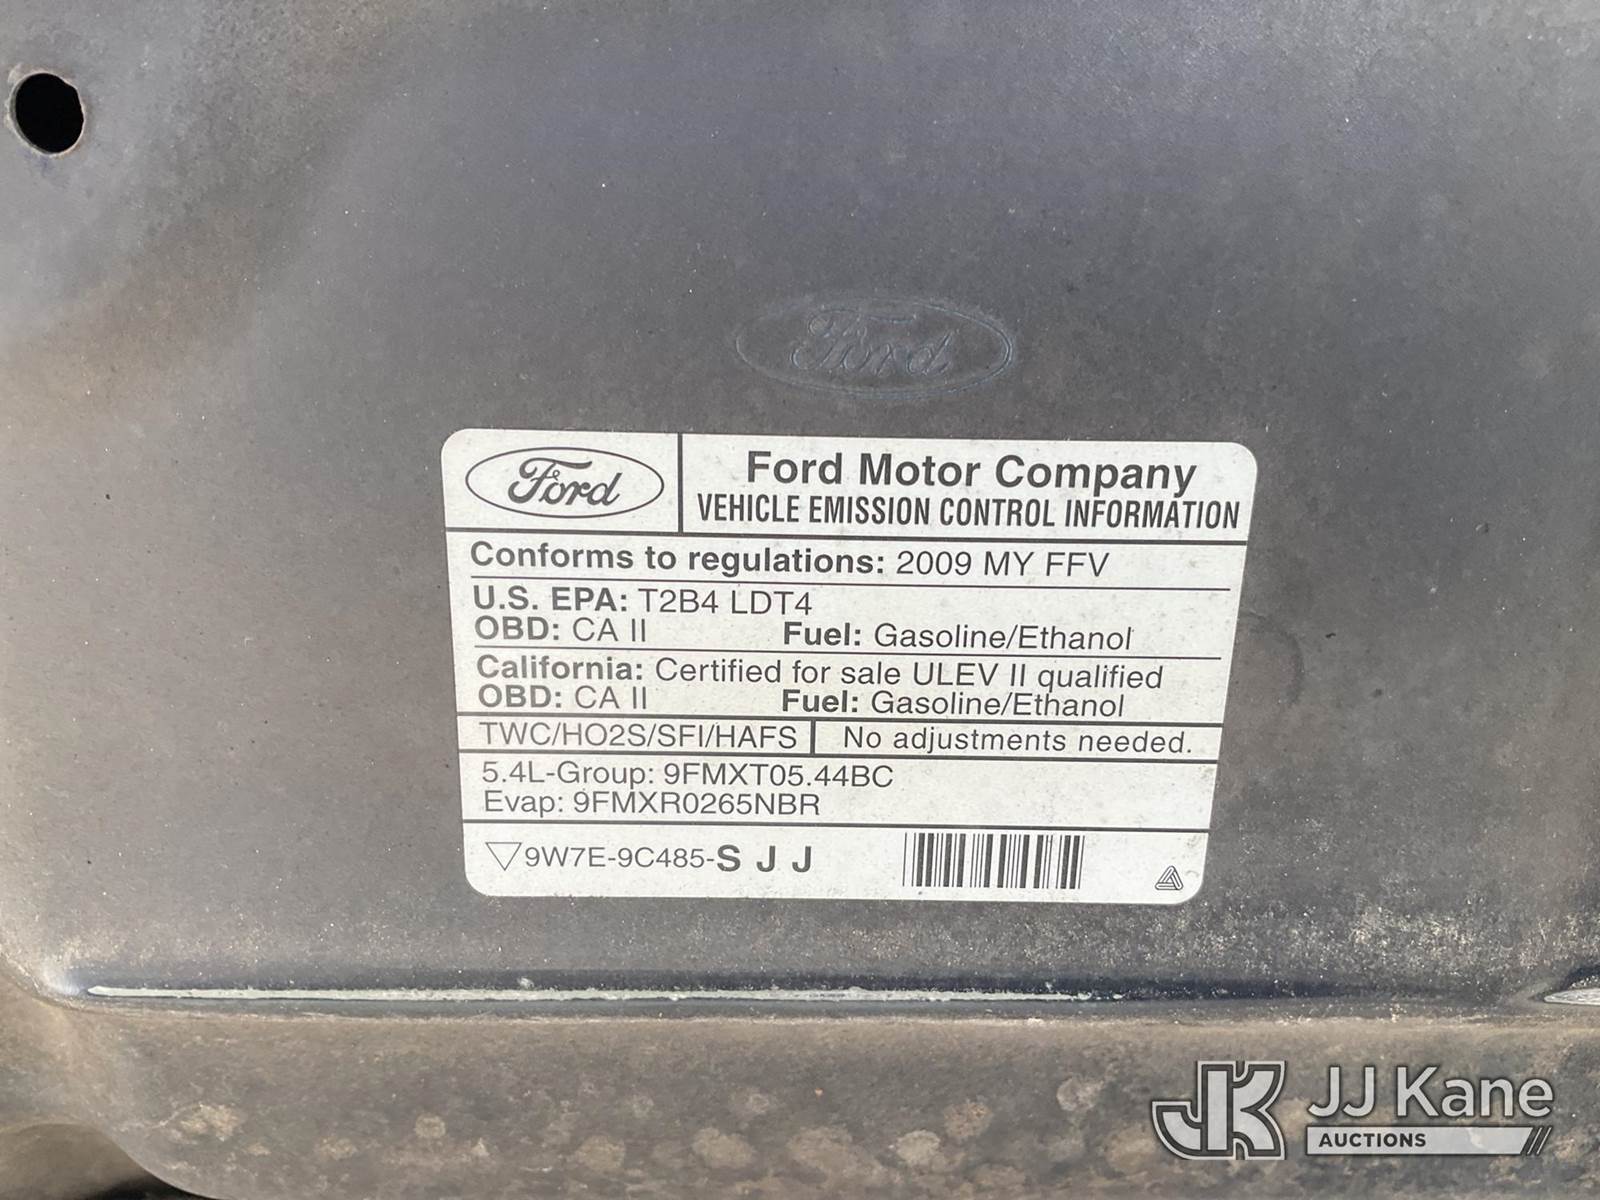 Ford
Ford
Ford Motor Company
VEHICLE EMISSION CONTROL INFORMATION
Conforms to regulations: 2009 MY FFV
U.S. EPA: T2B4 LDT4
OBD: CA II Fuel: Gasoline/Ethanol
California: Certified for sale ULEV II qualified
OBD: CA II Fuel: Gasoline/Ethanol
TWC/HO2S/SFI/HAFS No adjustments needed.
5.4L-Group: 9FMXT05.44BC
Evap: 9FMXR0265NBR
9W7E-9C485-S J J
JK JJ Kane
AUCTIONS